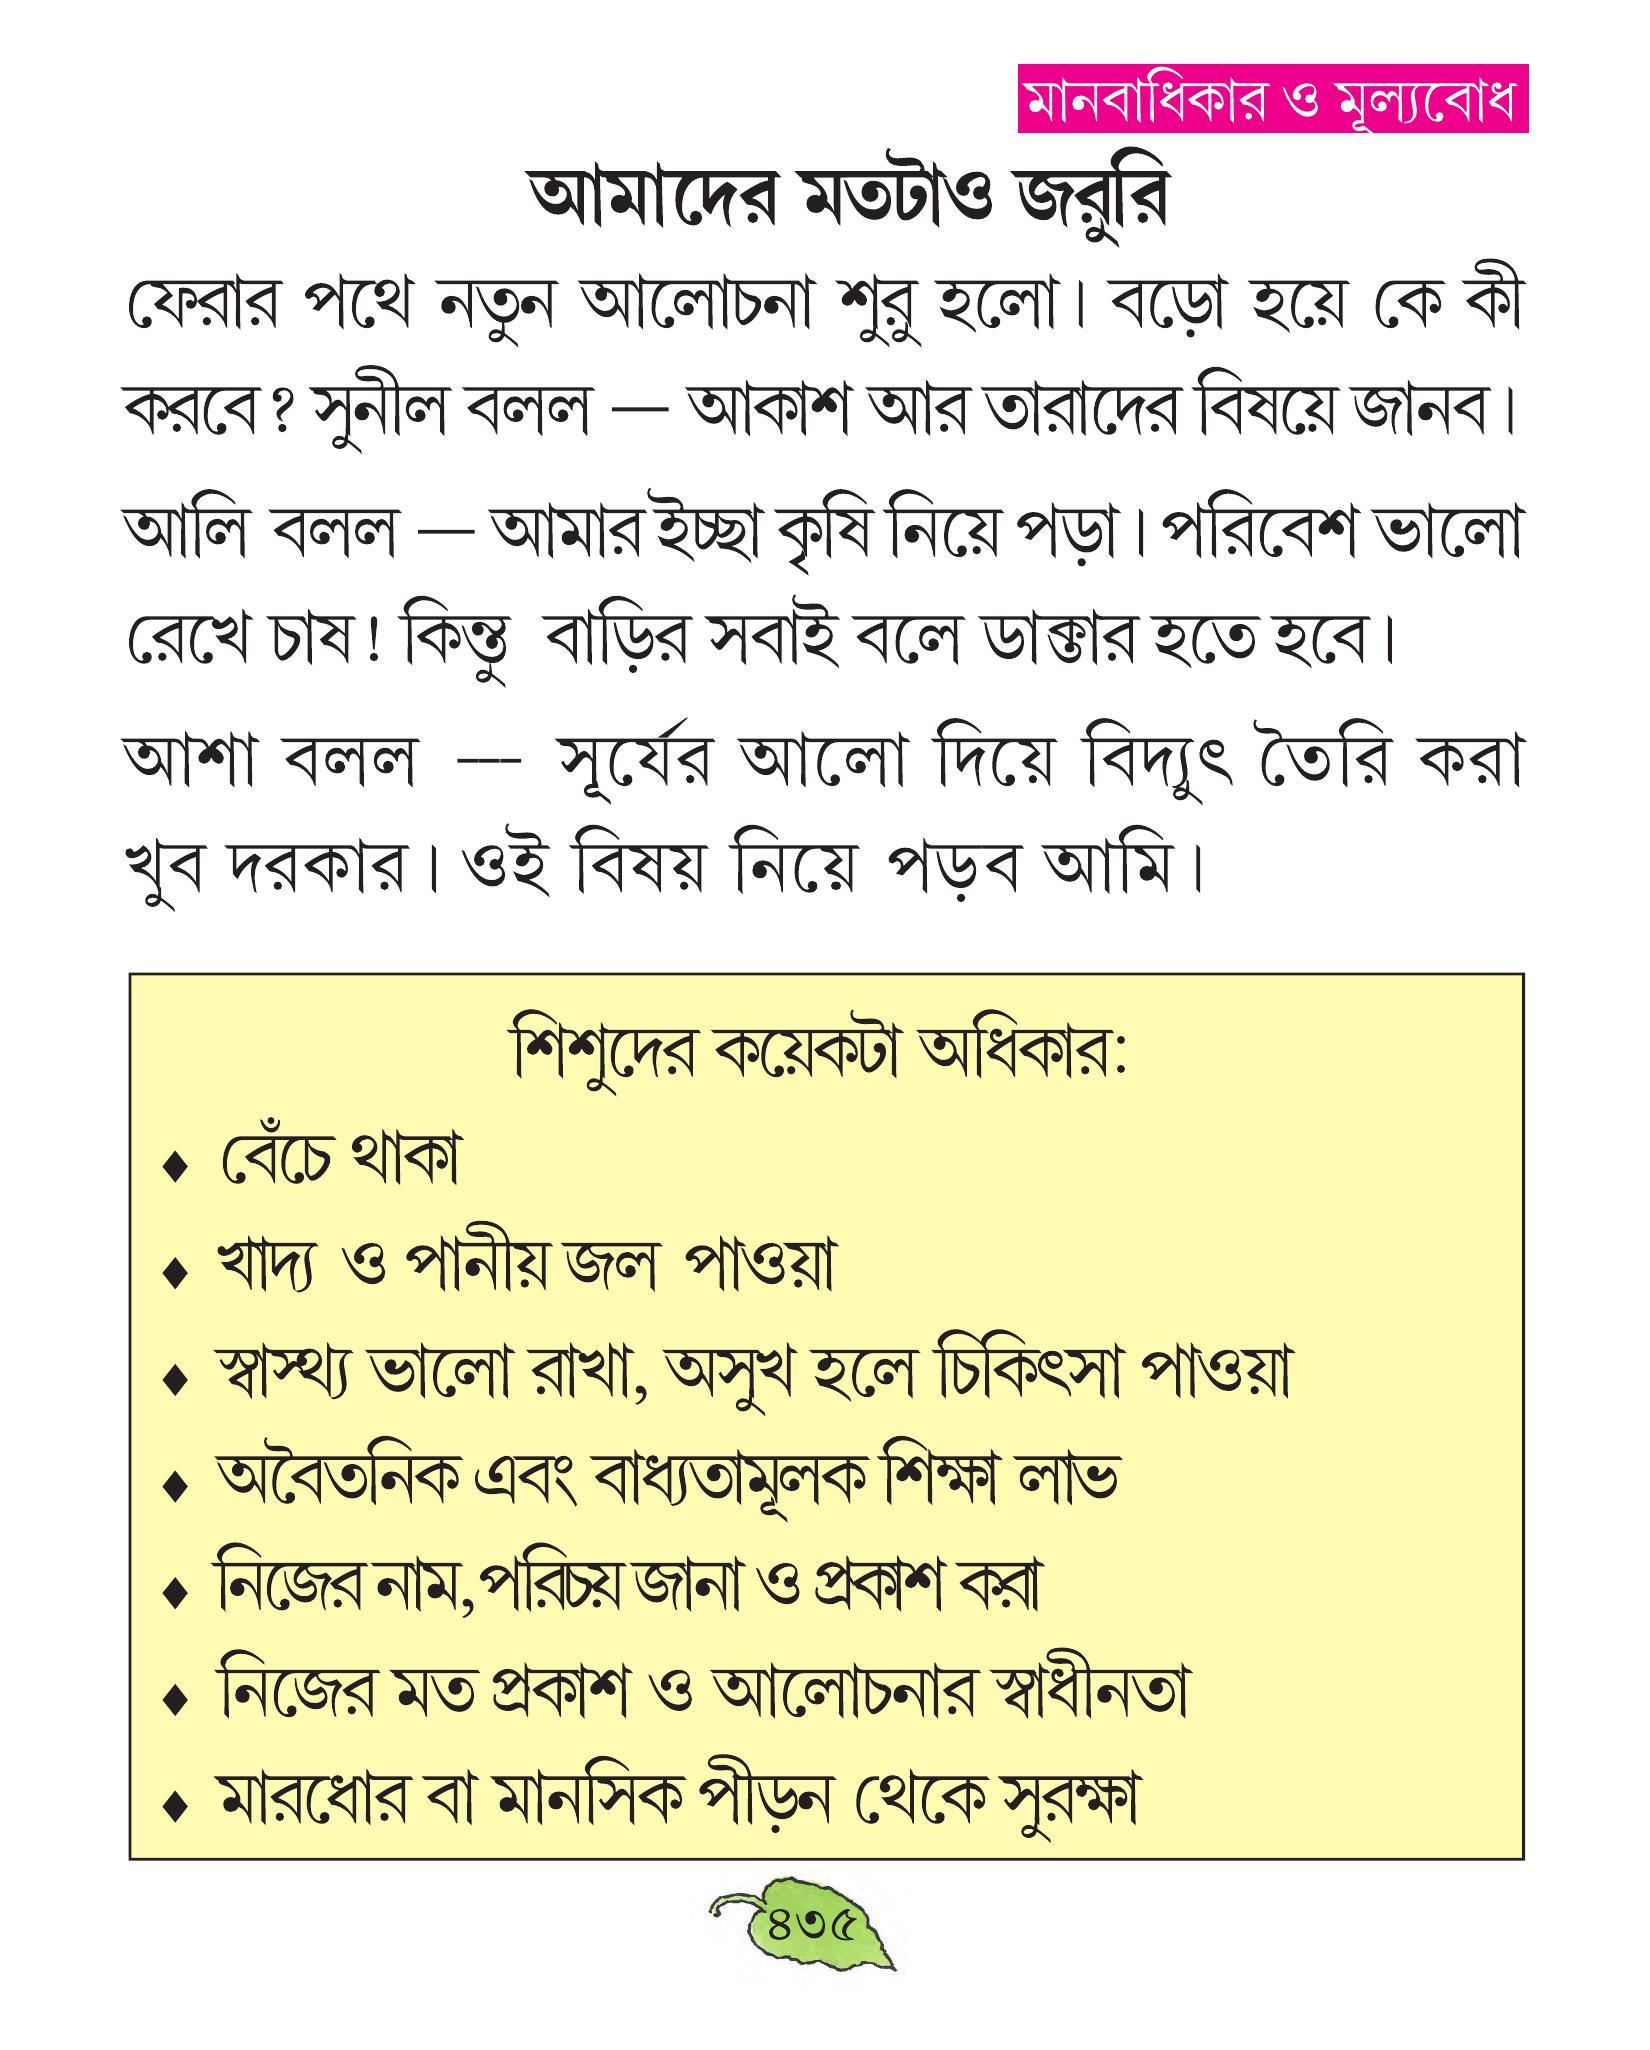 মানবাধিকার ও মূল্যবোধ
আমাদের মতটাও জরুরি
ফেরার পথে নতুন আলোচনা শুরু হলো। বড়ো হয়ে কে কী
করবে? সুনীল বলল — আকাশ আর তারাদের বিষয়ে জানব।
আলি বলল — আমার ইচ্ছা কৃষি নিয়ে পড়া। পরিবেশ ভালো
রেখে চাষ! কিন্তু বাড়ির সবাই বলে ডাক্তার হতে হবে।
আশা বলল --- সূর্যের আলো দিয়ে বিদ্যুৎ তৈরি করা
খুব দরকার। ওই বিষয় নিয়ে পড়ব আমি।
শিশুদের কয়েকটা অধিকার:
♦ বেঁচে থাকা
♦ খাদ্য ও পানীয় জল পাওয়া
♦ স্বাস্থ্য ভালো রাখা, অসুখ হলে চিকিৎসা পাওয়া
♦ অবৈতনিক এবং বাধ্যতামূলক শিক্ষা লাভ
♦ নিজের নাম, পরিচয় জানা ও প্রকাশ করা
♦ নিজের মত প্রকাশ ও আলোচনার স্বাধীনতা
♦ মারধোর বা মানসিক পীড়ন থেকে সুরক্ষা
৪৩৫